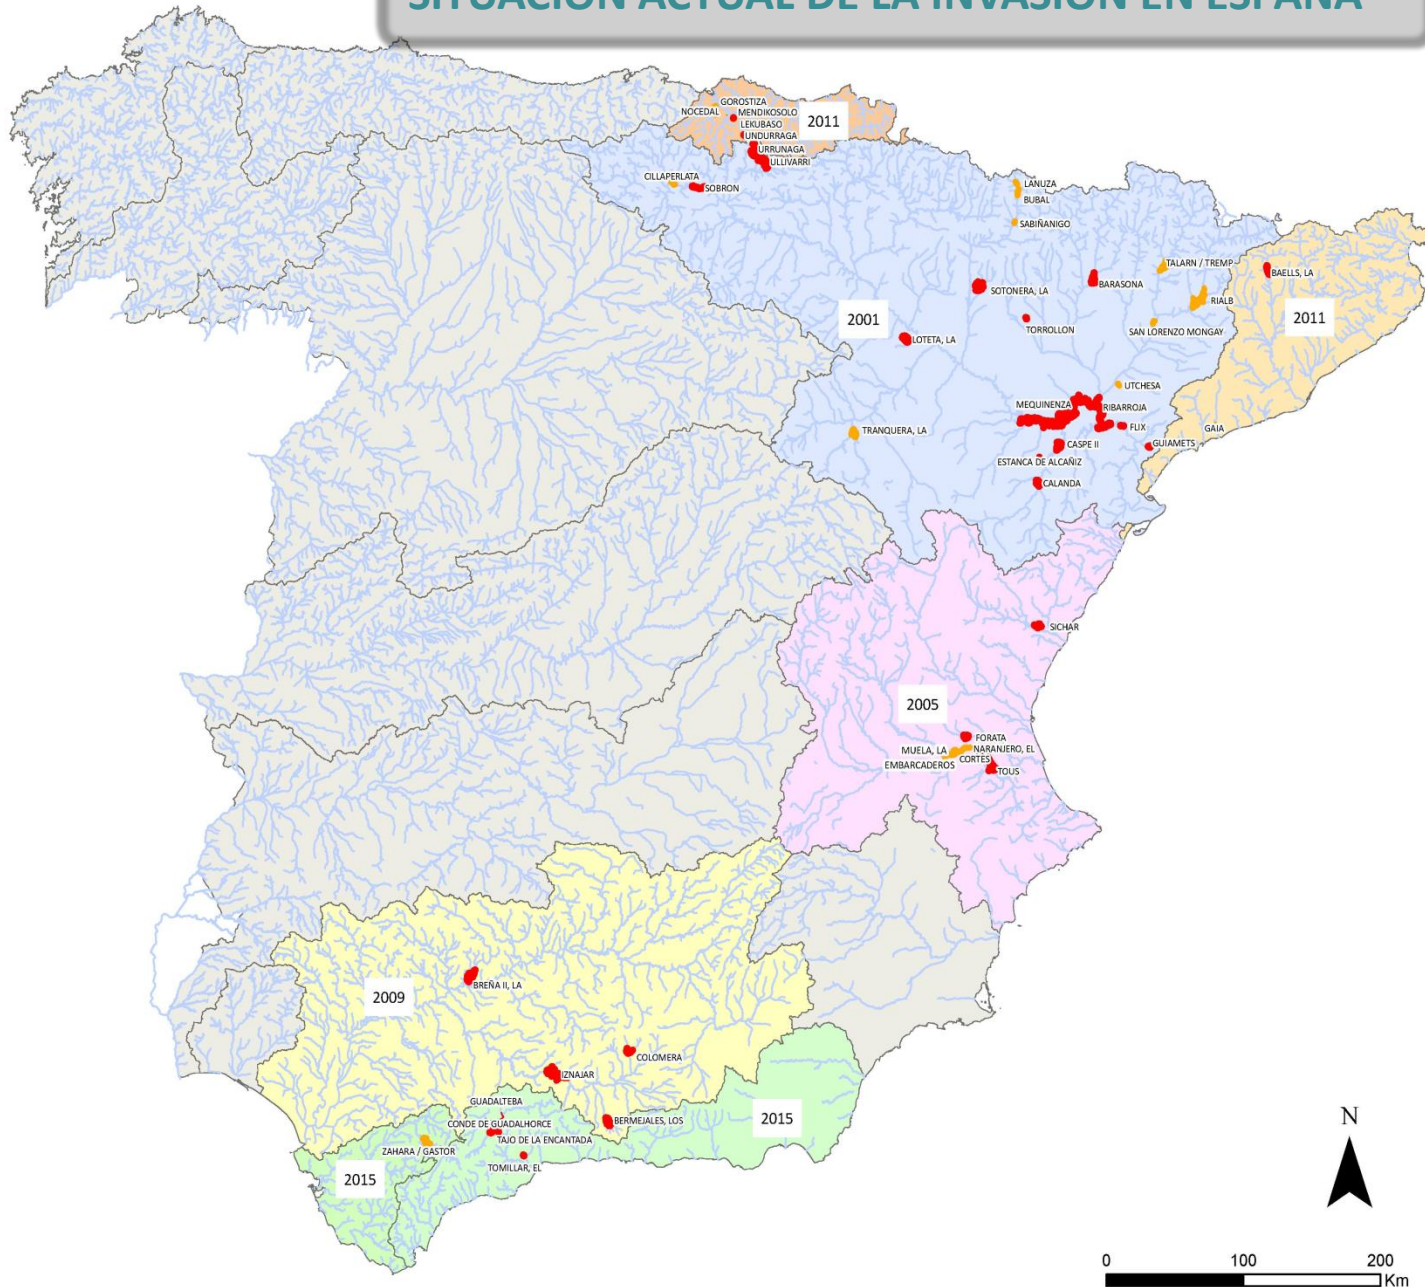 SITUACIÓN ACTUAL DE LA INVASIÓN EN ESPAÑA
GOROSTIZA
NOCEDAL
MENDIKOSOLO
2011
LEKUBASO
UNDURRAGA
URRUNAGA
ULLIVARRI
CILLAPERLATA
SOBRON
LANUZA
BUBAL
SABIÑANIGO
TALARN / TREMP
BAELLS, LA
BARASONA
SOTONERA, LA
RIALB
2001
TORROLLON
SAN LORENZO MONGAY
2011
LOTETA, LA
UTCHESA
MEQUINENZA
RIBARROJA
TRANQUERA, LA
FLIX
GAIA
CASPE II
GUIAMETS
ESTANCA DE ALCAÑIZ
CALANDA
SICHAR
2005
FORATA
MUELA, LA
NARANJERO, EL
CORTES
EMBARCADEROS
TOUS
2009
BREÑA II, LA
COLOMERA
IZNAJAR
GUADALTEBA
BERMEJALES, LOS
2015
CONDE DE GUADALHORCE
TAJO DE LA ENCANTADA
ZAHARA / GASTOR
TOMILLAR, EL
2015
N
0 100 200
Km